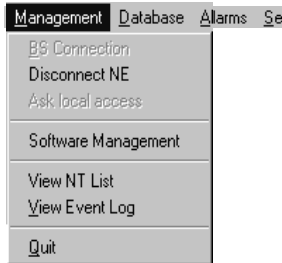 Management Database Alarms Se
BS Connection
Disconnect NE
Ask local access
Software Management
View NT List
View Event Log
Quit